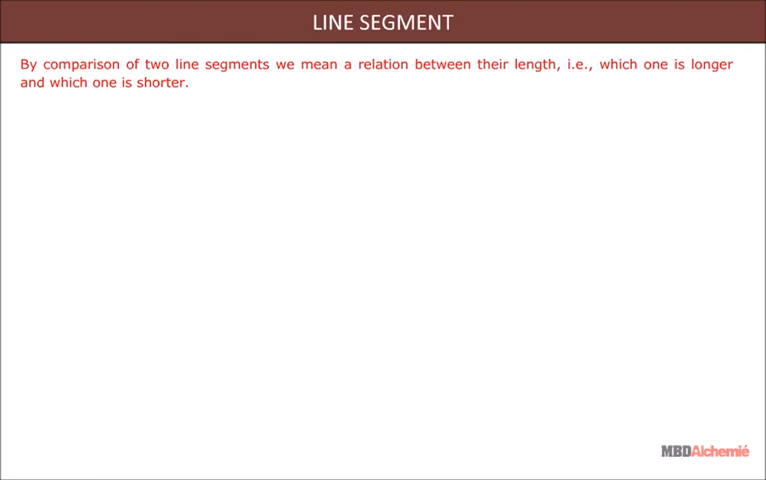 LINE SEGMENT
By comparison of two line segments we mean a relation between their length, i.e., which one is longer
and which one is shorter.
MBDAlchemié